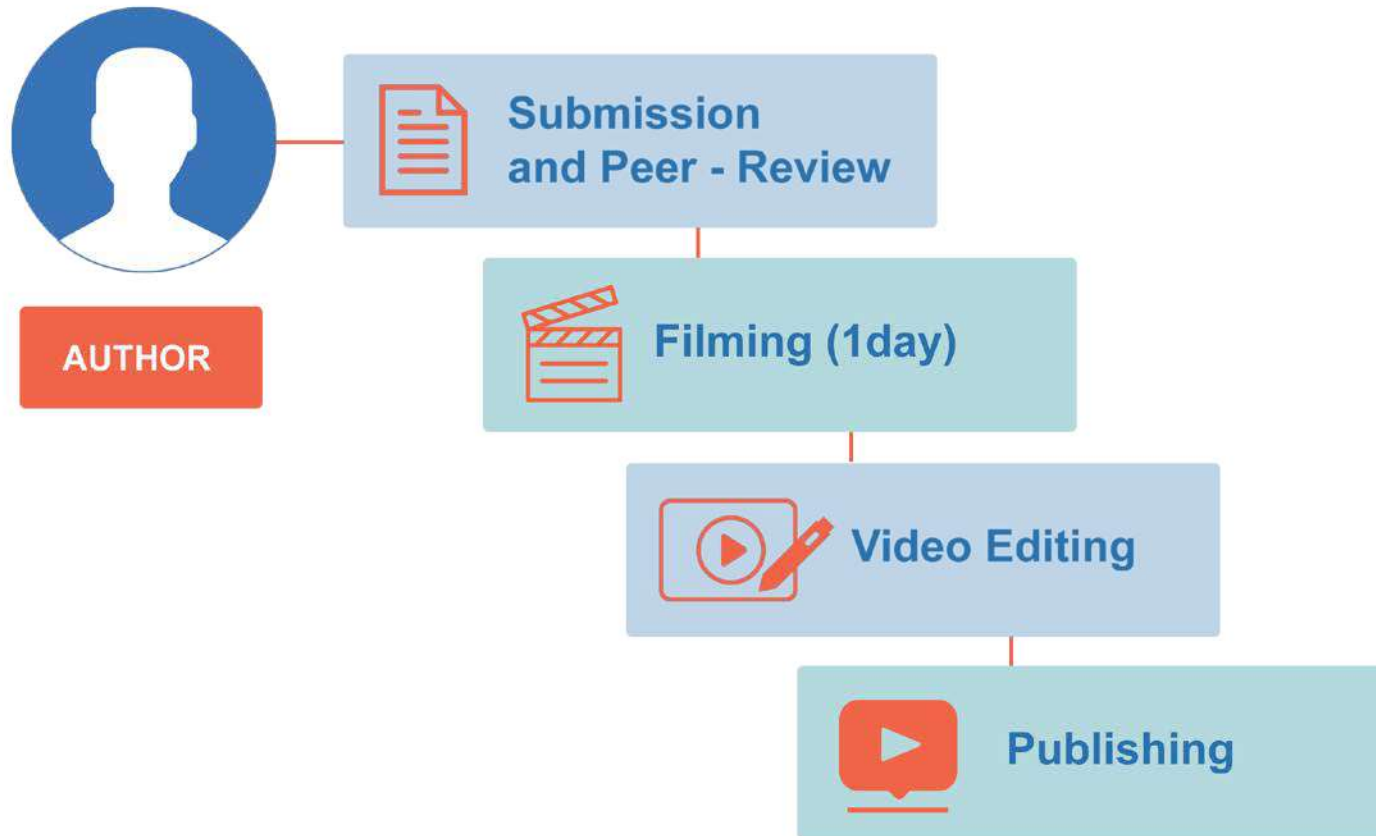 Submission
and Peer - Review
AUTHOR
Filming (1day)
Video Editing
Publishing